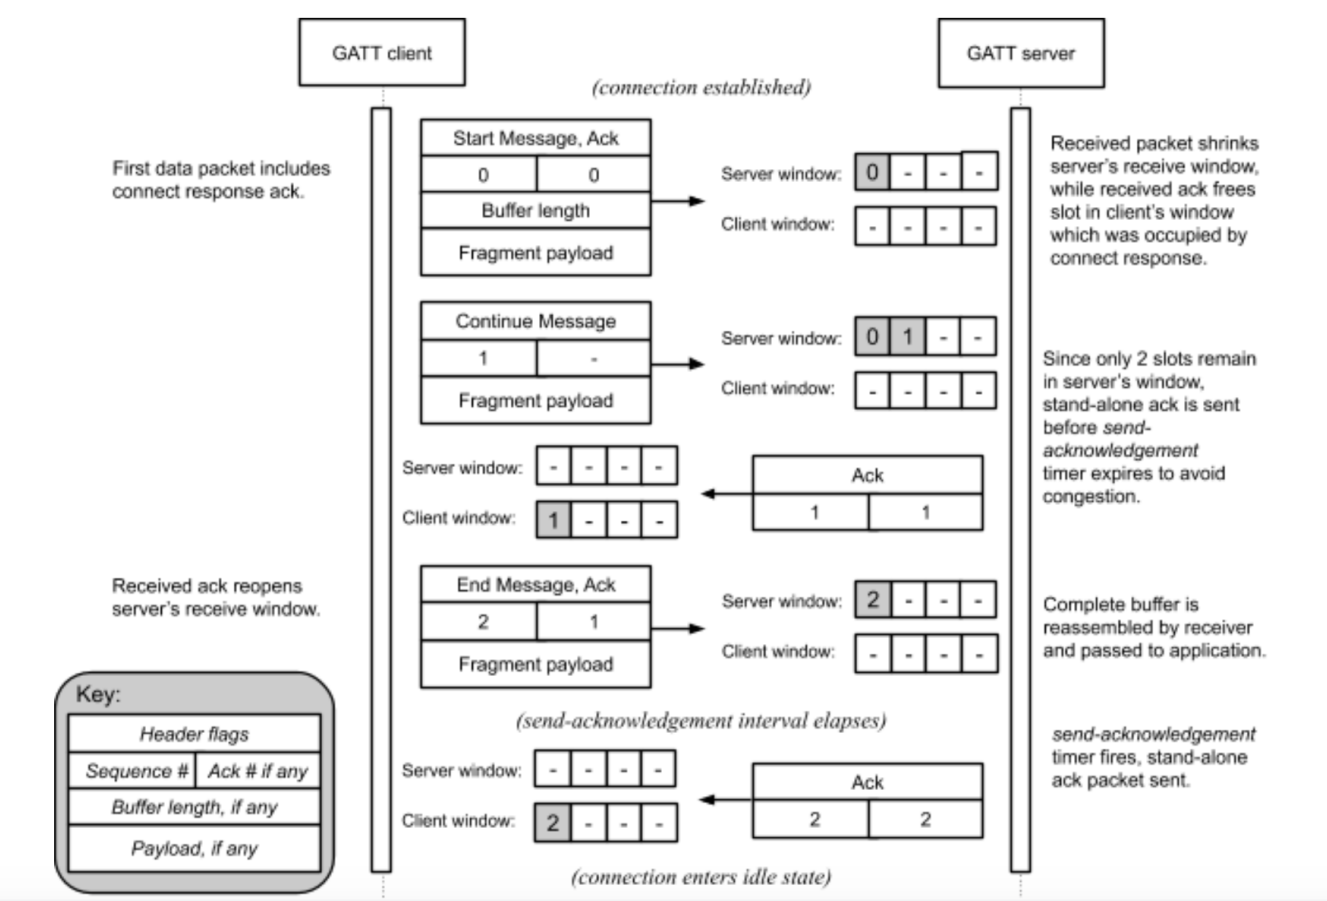 GATT client
GATT server
(connection established)
First data packet includes
connect response ack.
Start Message, Ack
0 0
Buffer length
Fragment payload
Server window: 0 - - -
Client window: - - - -
Received packet shrinks
server's receive window,
while received ack frees
slot in client's window
which was occupied by
connect response.
Continue Message
1 -
Fragment payload
Server window: 0 1 - -
Client window: - - - -
Since only 2 slots remain
in server's window,
stand-alone ack is sent
before send-
acknowledgement
timer expires to avoid
congestion.
Server window: - - - -
Client window: 1 - - -
Ack
1 1
Received ack reopens
server's receive window.
End Message, Ack
2 1
Fragment payload
Server window: 2 - - -
Client window: - - - -
Complete buffer is
reassembled by receiver
and passed to application.
(send-acknowledgement interval elapses)
send-acknowledgement
timer fires, stand-alone
ack packet sent.
Server window: - - - -
Client window: 2 - - -
Ack
2 2
(connection enters idle state)
Key:
Header flags
Sequence # Ack # if any
Buffer length, if any
Payload, if any